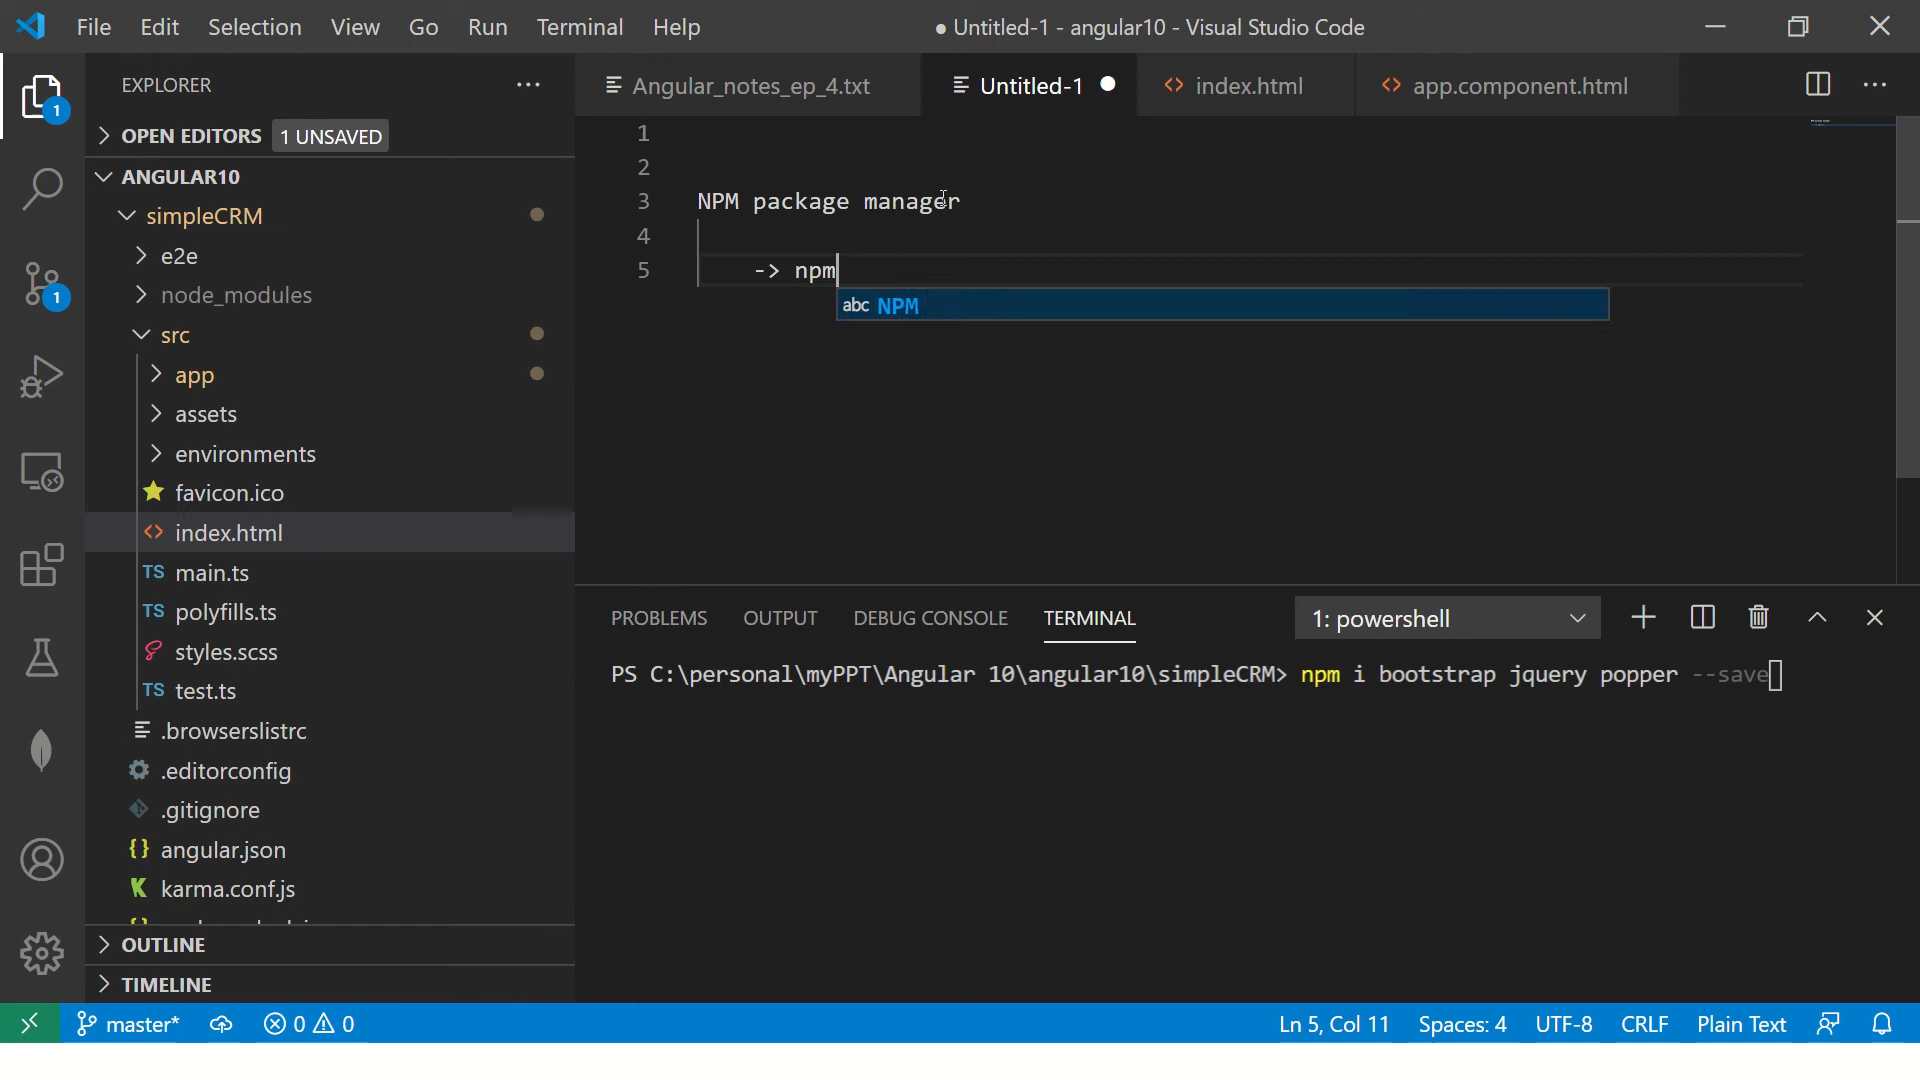 File Edit Selection View Go Run Terminal Help
● Untitled-1 - angular10 - Visual Studio Code
EXPLORER
Angular_notes_ep_4.txt
Untitled-1
index.html
app.component.html
1
OPEN EDITORS 1 UNSAVED
ANGULAR10
simpleCRM
e2e
node_modules
1
src
app
assets
environments
favicon.ico
index.html
TS main.ts
TS polyfills.ts
styles.scss
TS test.ts
.browserslistrc
.editorconfig
.gitignore
{} angular.json
K karma.conf.js
OUTLINE
TIMELINE
1
2
3 NPM package manager
4
5 -> npm
abc NPM
PROBLEMS OUTPUT DEBUG CONSOLE TERMINAL
1: powershell
PS C:\personal\myPPT\Angular 10\angular10\simpleCRM> npm i bootstrap jquery popper --save
master* 0 0
Ln 5, Col 11 Spaces: 4 UTF-8 CRLF Plain Text